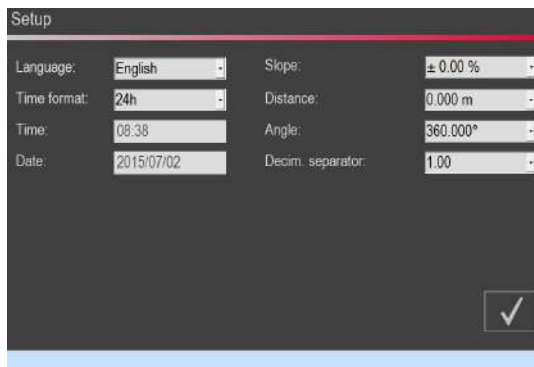 Setup
Language: English
Time format: 24h
Time: 08:38
Date: 2015/07/02
Slope: ± 0.00 %
Distance: 0.000 m
Angle: 360.000°
Decim. separator: 1.00